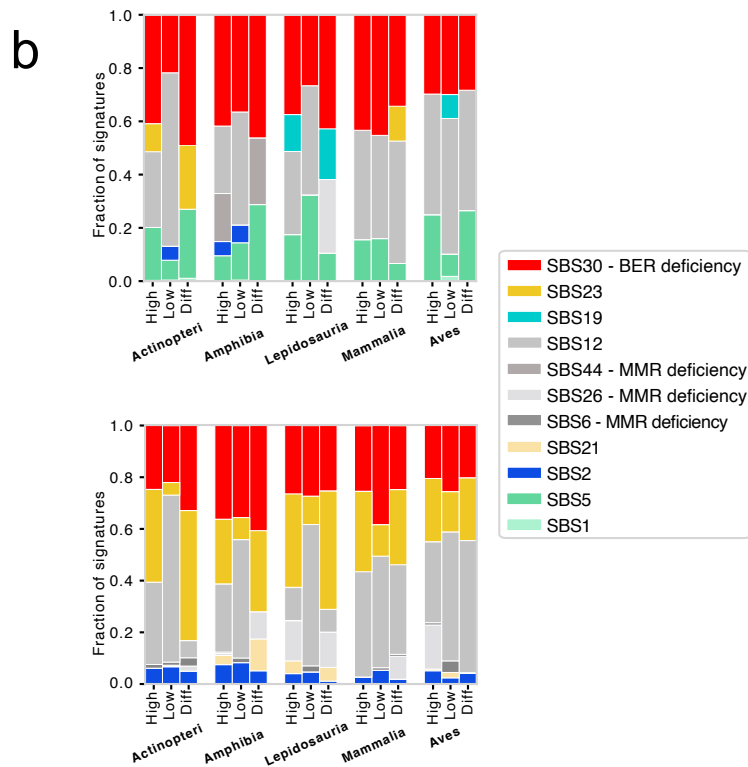 b
1.0
0.8
0.6
0.4
0.2
0.0
Fraction of signatures
High Low Diff High Low Diff High Low Diff High Low Diff High Low Diff
Actinopteri Amphibia Lepidosauria Mammalia Aves
SBS30 - BER deficiency
SBS23
SBS19
SBS12
SBS44 - MMR deficiency
SBS26 - MMR deficiency
SBS6 - MMR deficiency
SBS21
SBS2
SBS5
SBS1
1.0
0.8
0.6
0.4
0.2
0.0
Fraction of signatures
High Low Diff High Low Diff High Low Diff High Low Diff High Low Diff
Actinopteri Amphibia Lepidosauria Mammalia Aves